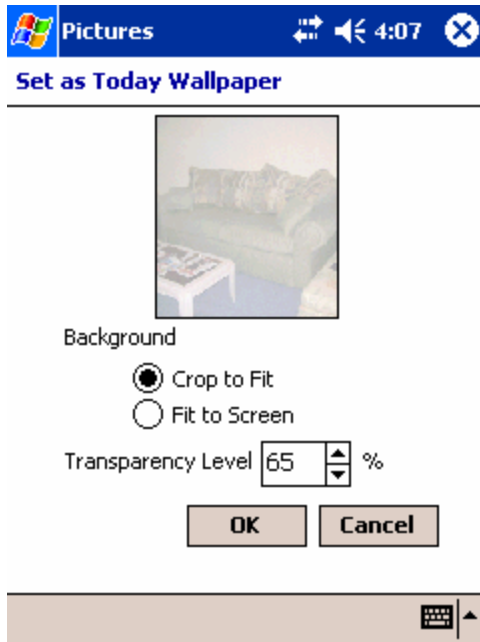 Pictures 4:07
Set as Today Wallpaper
Background
Crop to Fit
Fit to Screen
Transparency Level 65 %
OK Cancel